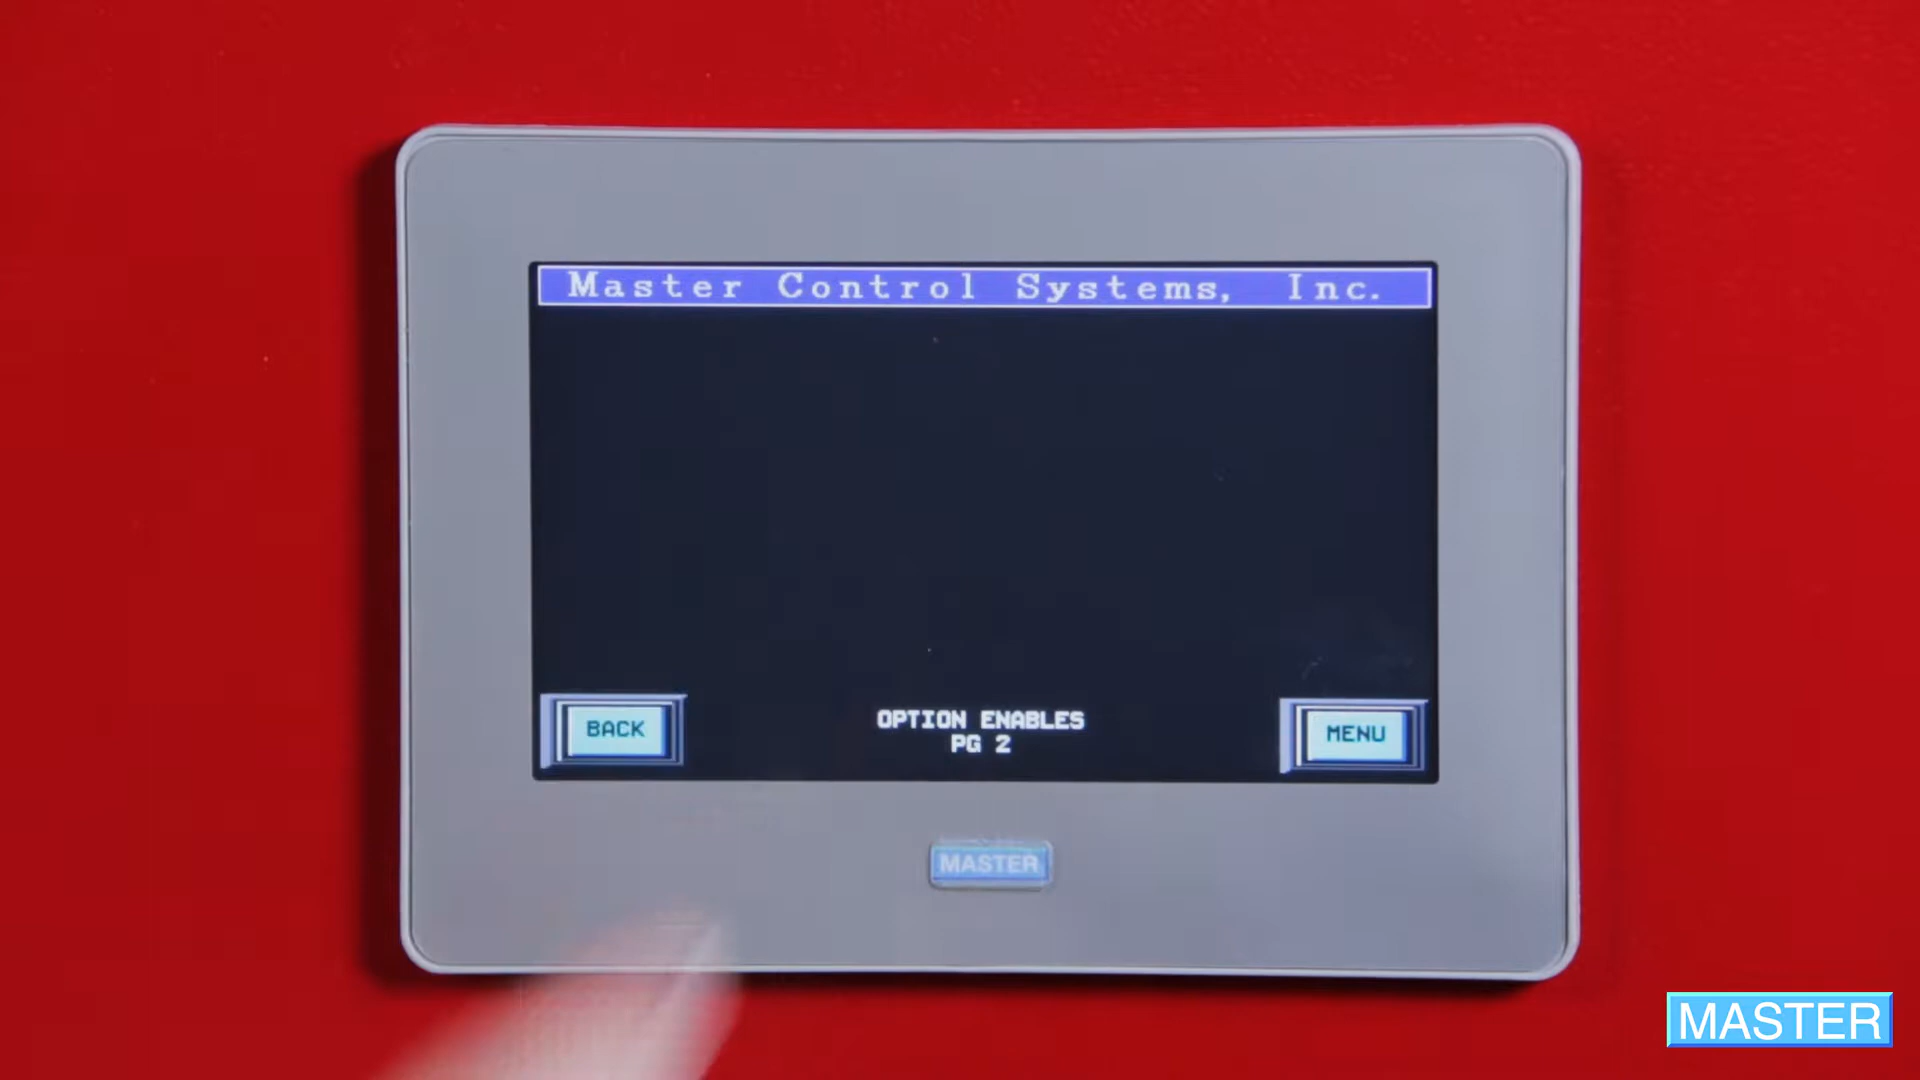 Master Control Systems, Inc.
BACK
OPTION ENABLES
PG 2
MENU
MASTER
MASTER